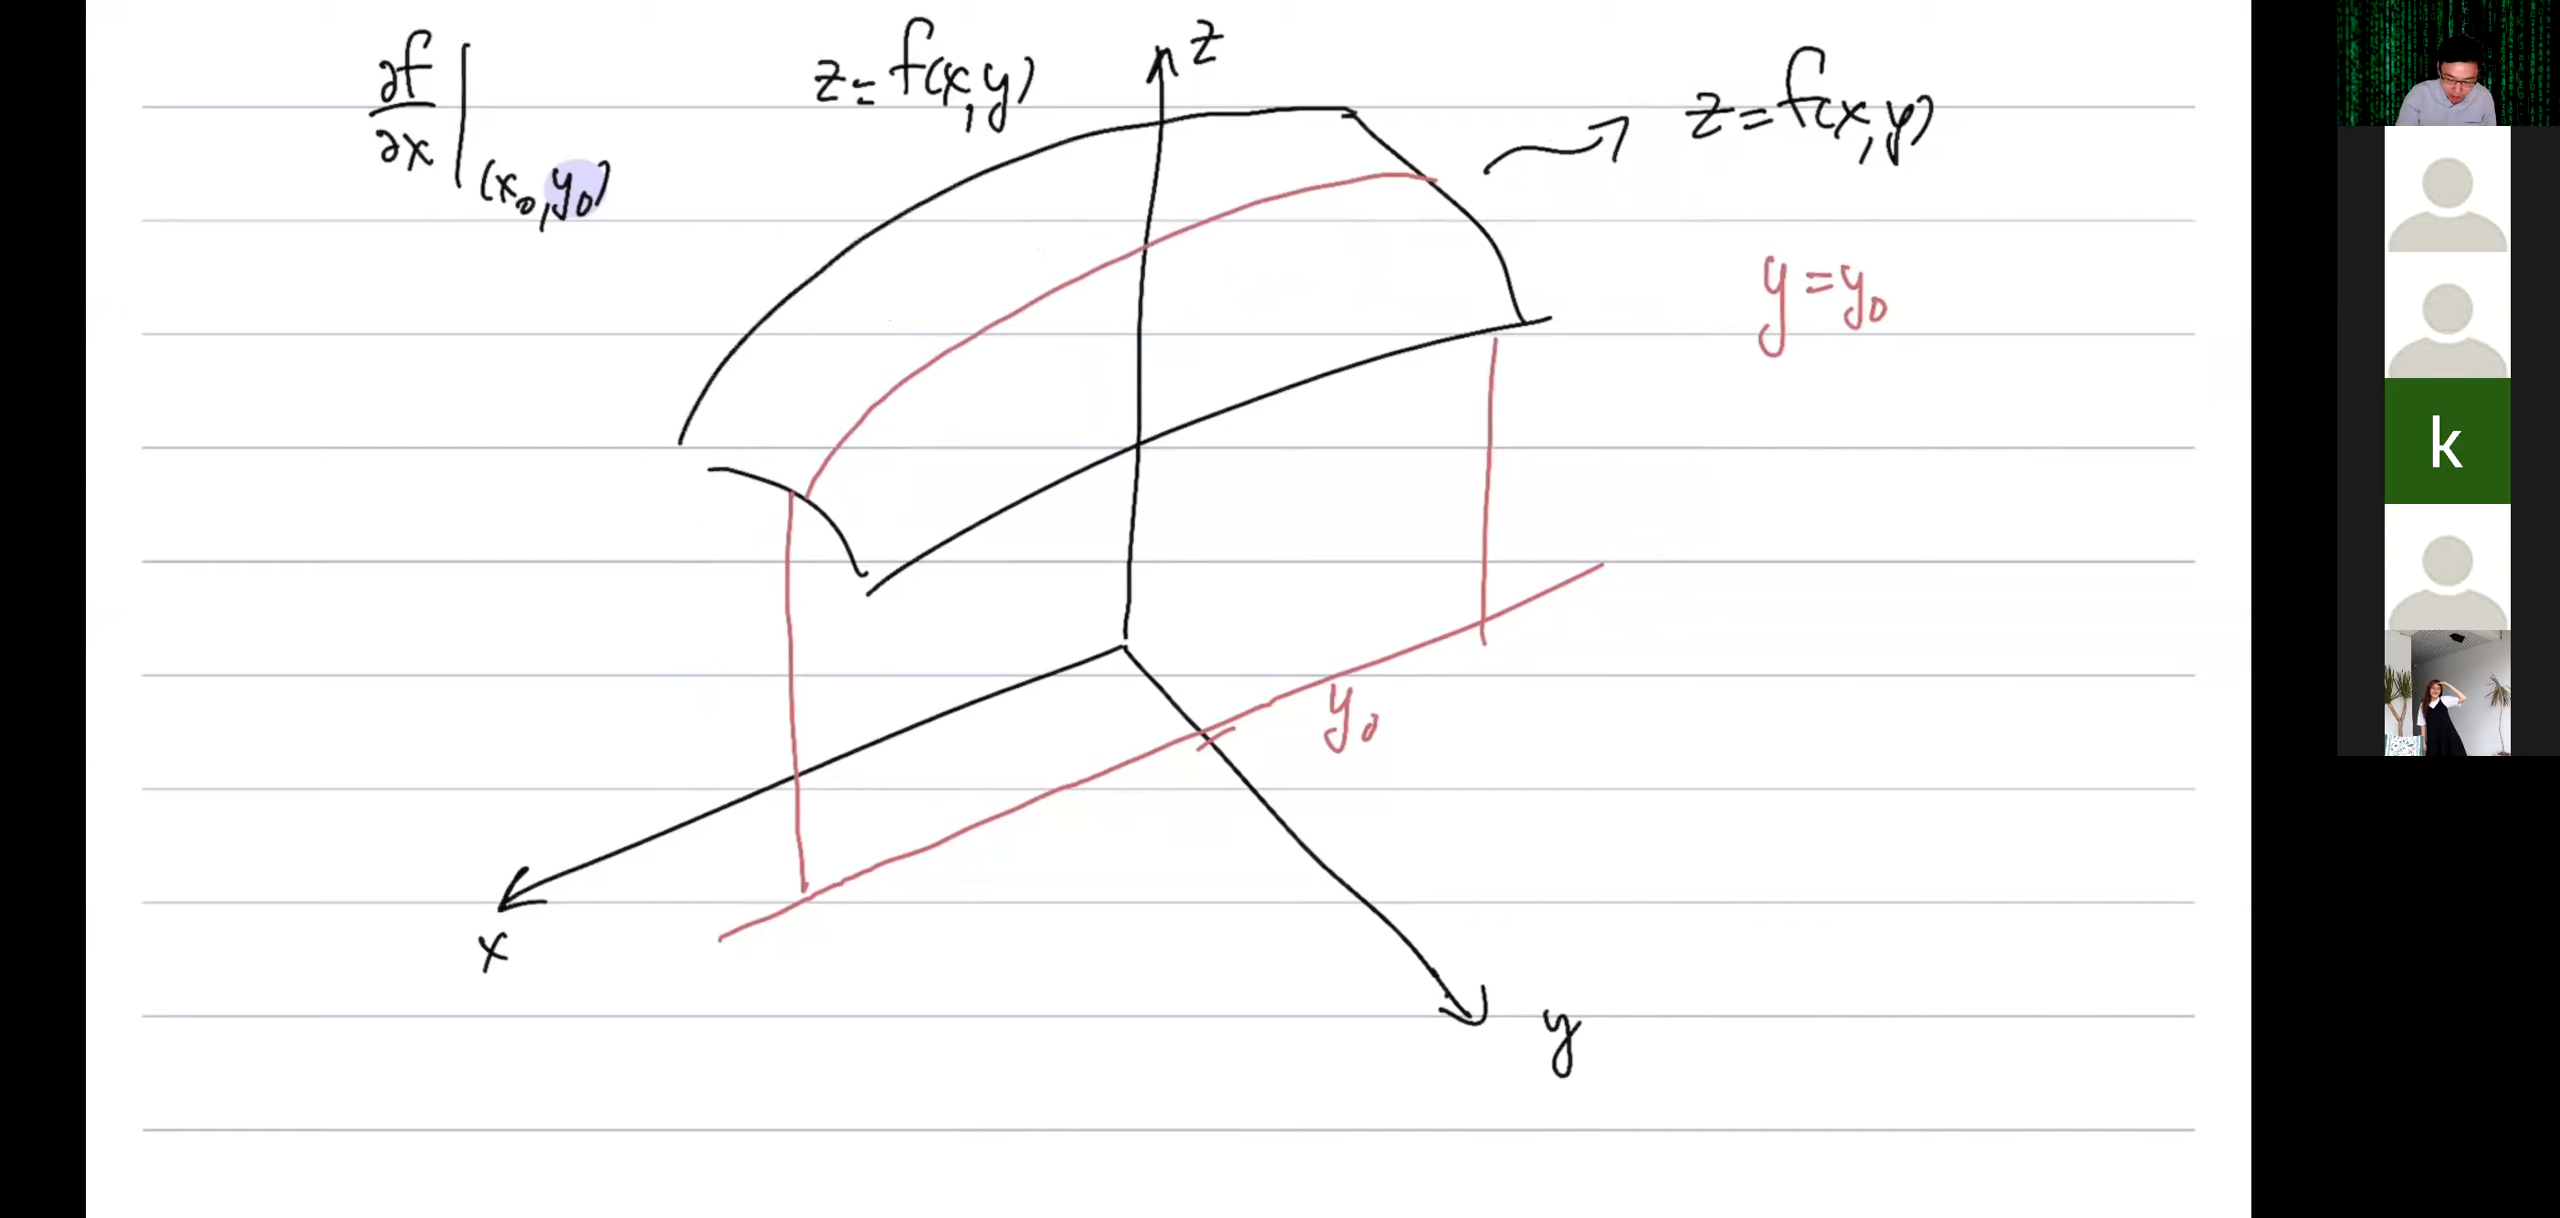 ∂f/∂x|(x₀,y₀)
z=f(x,y)
z
z=f(x,y)
y=y₀
k
y₀
x
y